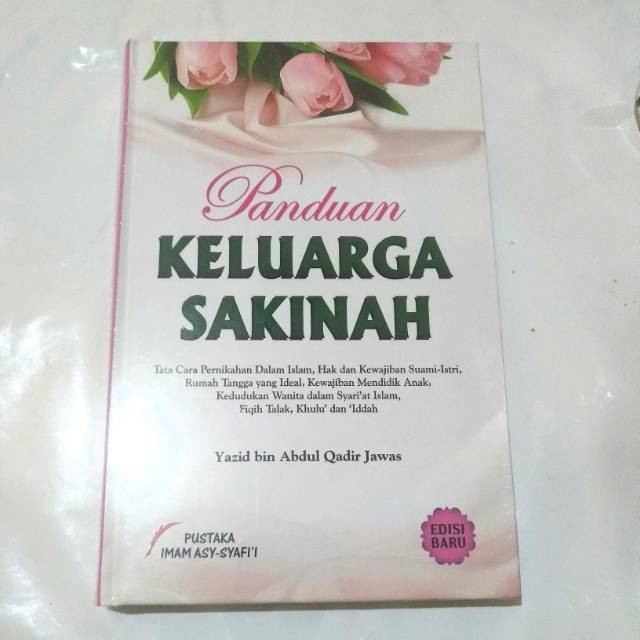 Panduan
KELUARGA
SAKINAH
Tata Cara Pernikahan Dalam Islam, Hak dan Kewajiban Suami-Istri,
Rumah Tangga yang Ideal, Kewajiban Mendidik Anak,
Kedudukan Wanita dalam Syari'at Islam,
Fiqih Talak, Khulu' dan 'Iddah
Yazid bin Abdul Qadir Jawas
PUSTAKA
IMAM ASY-SYAFI'I
EDISI
BARU